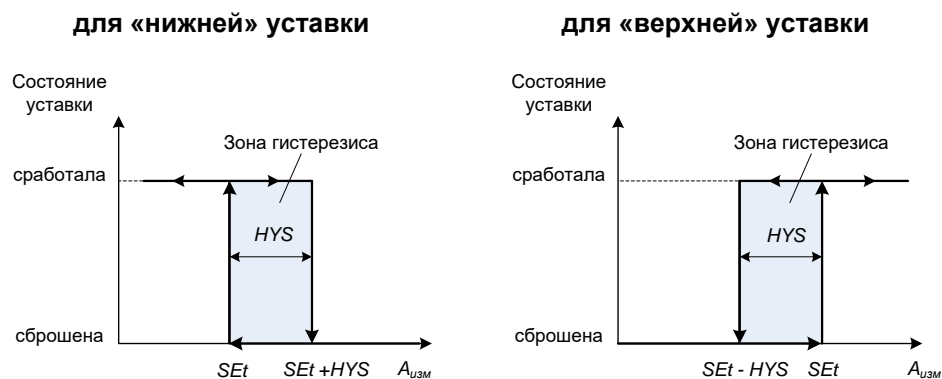 для «нижней» уставки
Состояние
уставки
Зона гистерезиса
сработала
HYS
сброшена
SEt
SEt +HYS
Aизм
для «верхней» уставки
Состояние
уставки
Зона гистерезиса
сработала
HYS
сброшена
SEt - HYS
SEt
Aизм